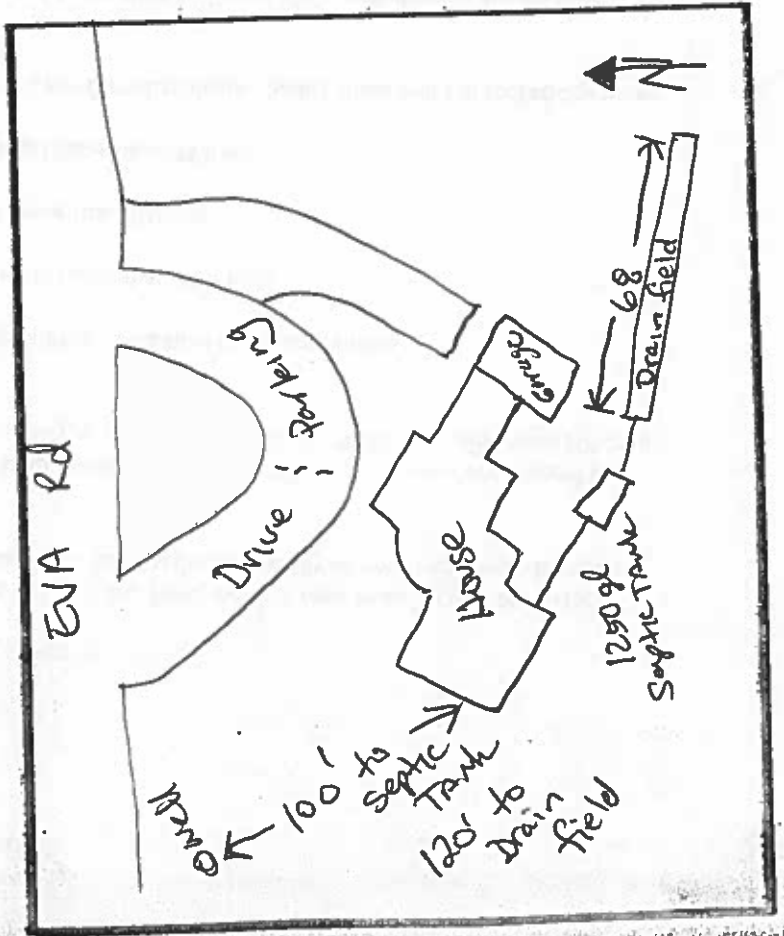 EVA Rd
N
Drive & Parking
Garage
House
68
Drain field
1250 gl
Septic Tank
Owell
100' to
Septic
Tank
120' to
Drain
field